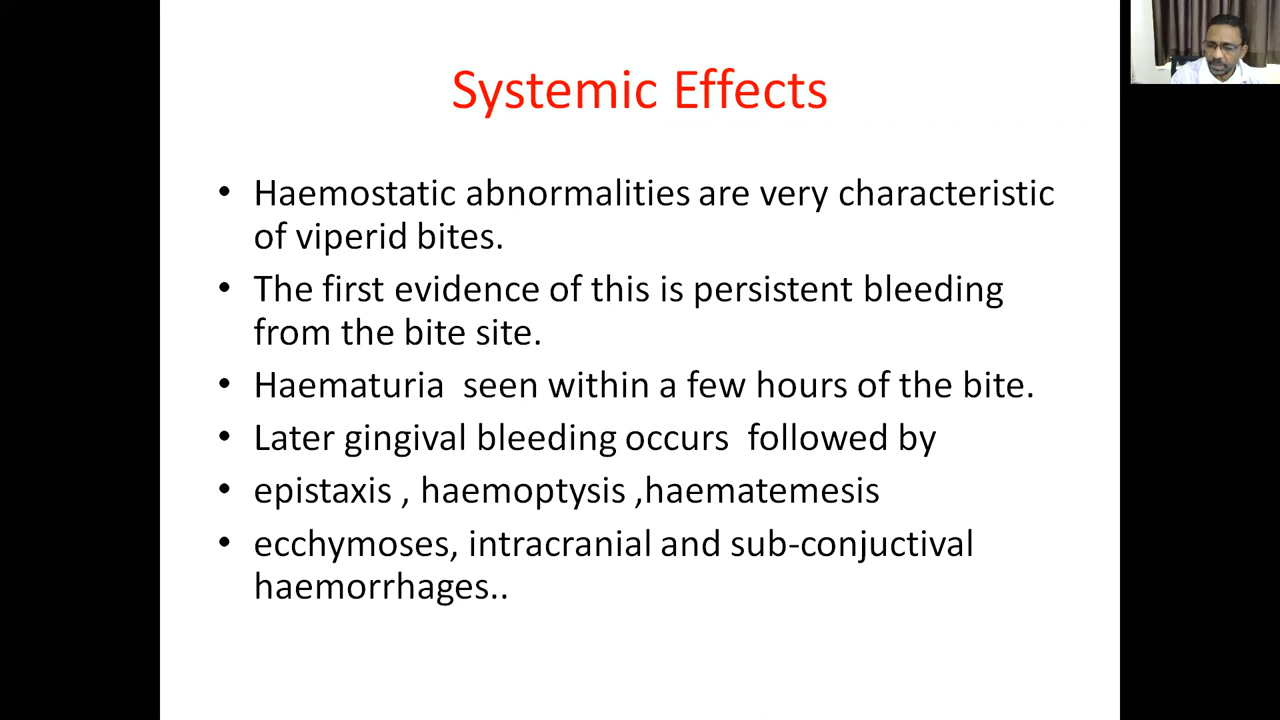 Systemic Effects
• Haemostatic abnormalities are very characteristic
of viperid bites.
• The first evidence of this is persistent bleeding
from the bite site.
• Haematuria  seen within a few hours of the bite.
• Later gingival bleeding occurs  followed by
• epistaxis , haemoptysis ,haematemesis
• ecchymoses, intracranial and sub-conjuctival
haemorrhages..